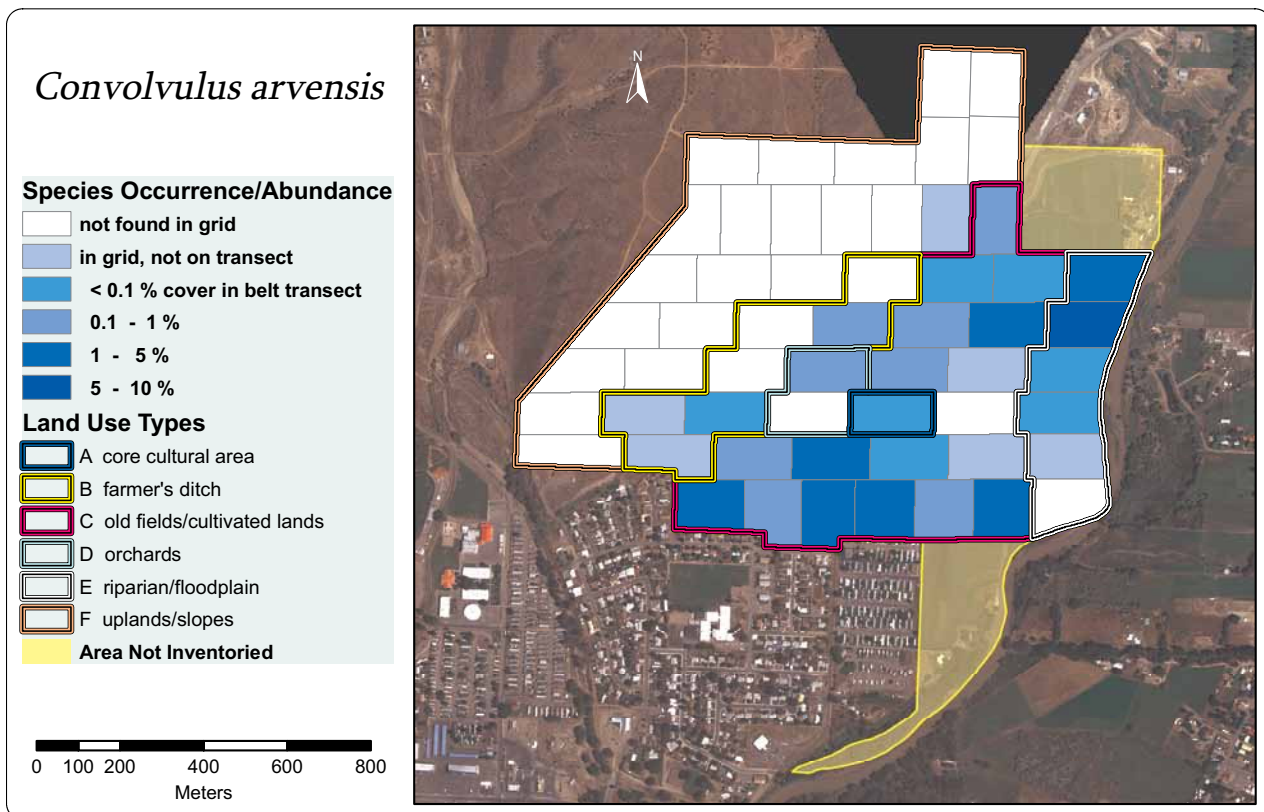 Convolvulus arvensis
Species Occurrence/Abundance
not found in grid
in grid, not on transect
< 0.1 % cover in belt transect
0.1 - 1 %
1 - 5 %
5 - 10 %
Land Use Types
A core cultural area
B farmer's ditch
C old fields/cultivated lands
D orchards
E riparian/floodplain
F uplands/slopes
Area Not Inventoried
0 100 200 400 600 800
Meters
N